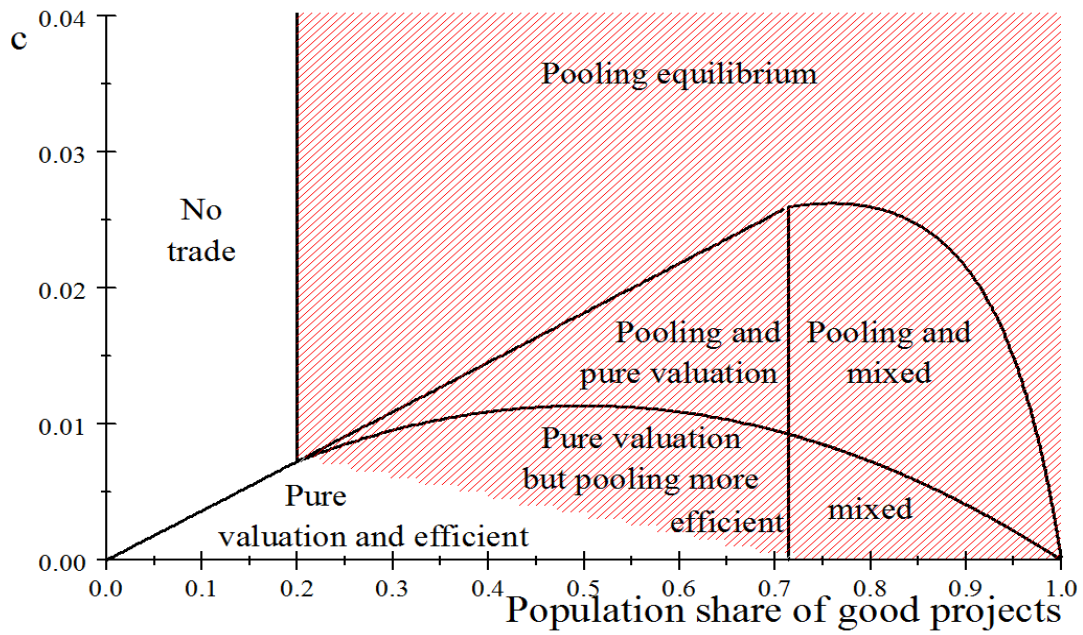 c
0.04
0.03
0.02
0.01
0.00
Pooling equilibrium
No
trade
Pooling and
pure valuation
Pooling and
mixed
Pure valuation
but pooling more
efficient
mixed
Pure
valuation and efficient
0.0 0.1 0.2 0.3 0.4 0.5 0.6 0.7 0.8 0.9 1.0
Population share of good projects